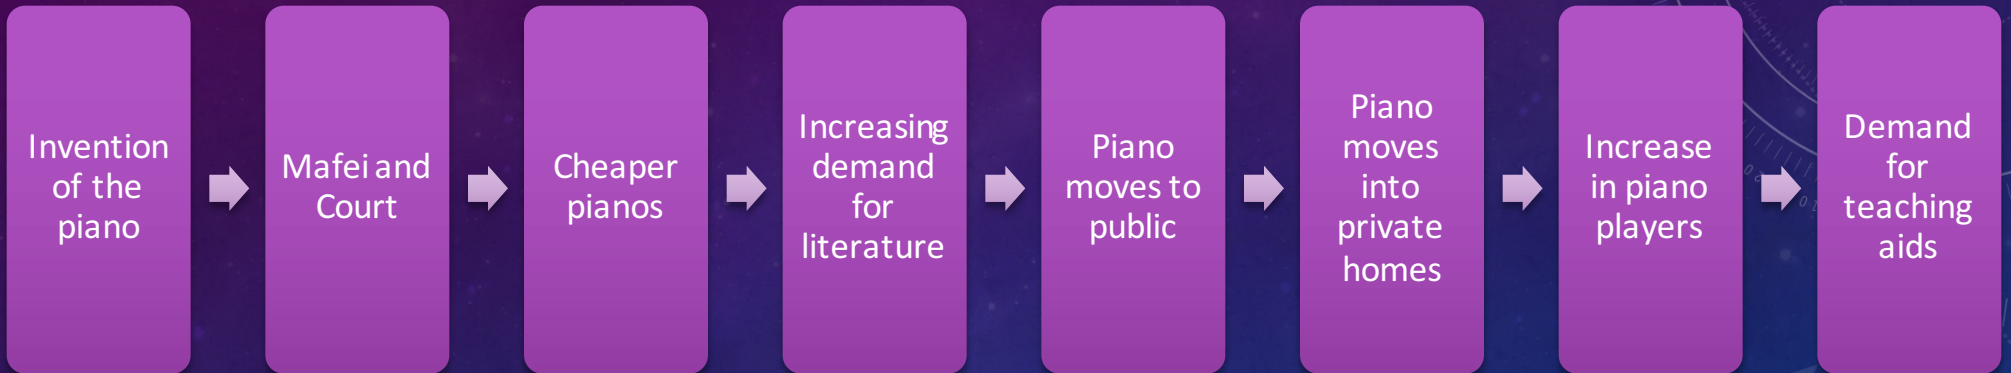 Invention
of the
piano
Mafei and
Court
Cheaper
pianos
Increasing
demand
for
literature
Piano
moves to
public
Piano
moves
into
private
homes
Increase
in piano
players
Demand
for
teaching
aids